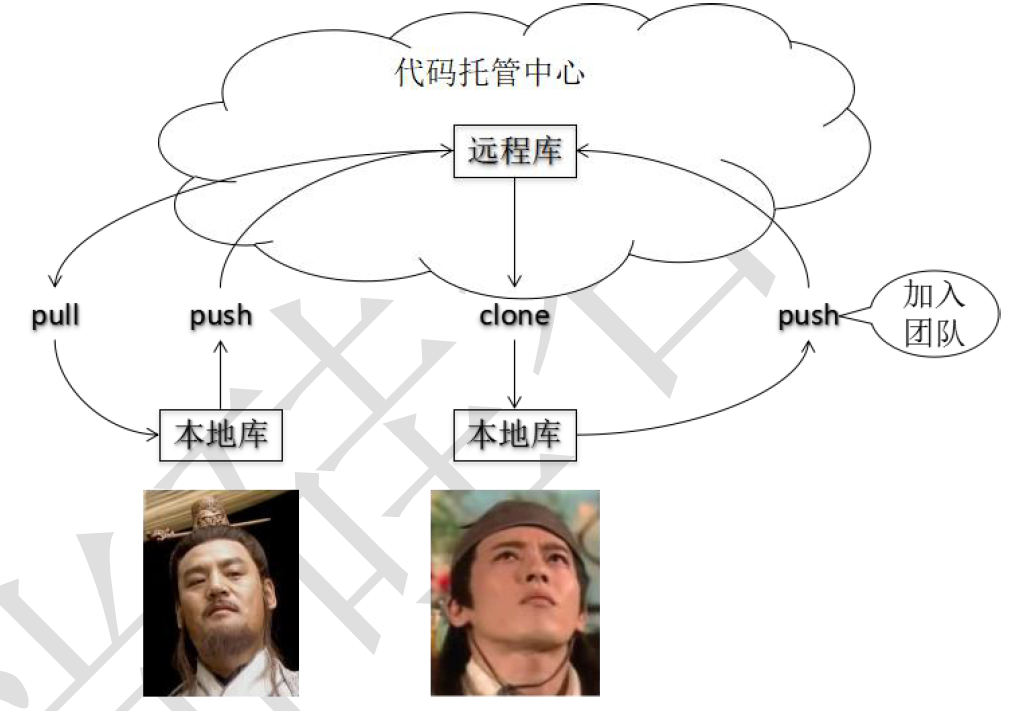 代码托管中心
远程库
pull
push
clone
push
加入
团队
本地库
本地库